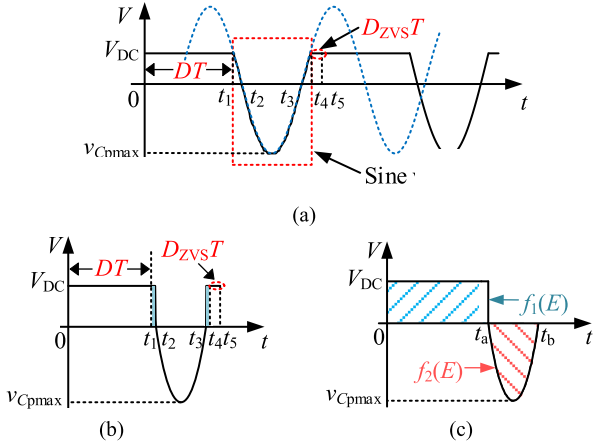 V
D_ZVS T
V_DC
DT
0
t_1 t_2 t_3 t_4 t_5 t
v_Cpmax
Sine
(a)
V
DT
D_ZVS T
V_DC
0
t_1 t_2 t_3 t_4 t_5 t
v_Cpmax
(b)
V
V_DC
f_1(E)
0
t_a t_b t
f_2(E)
v_Cpmax
(c)